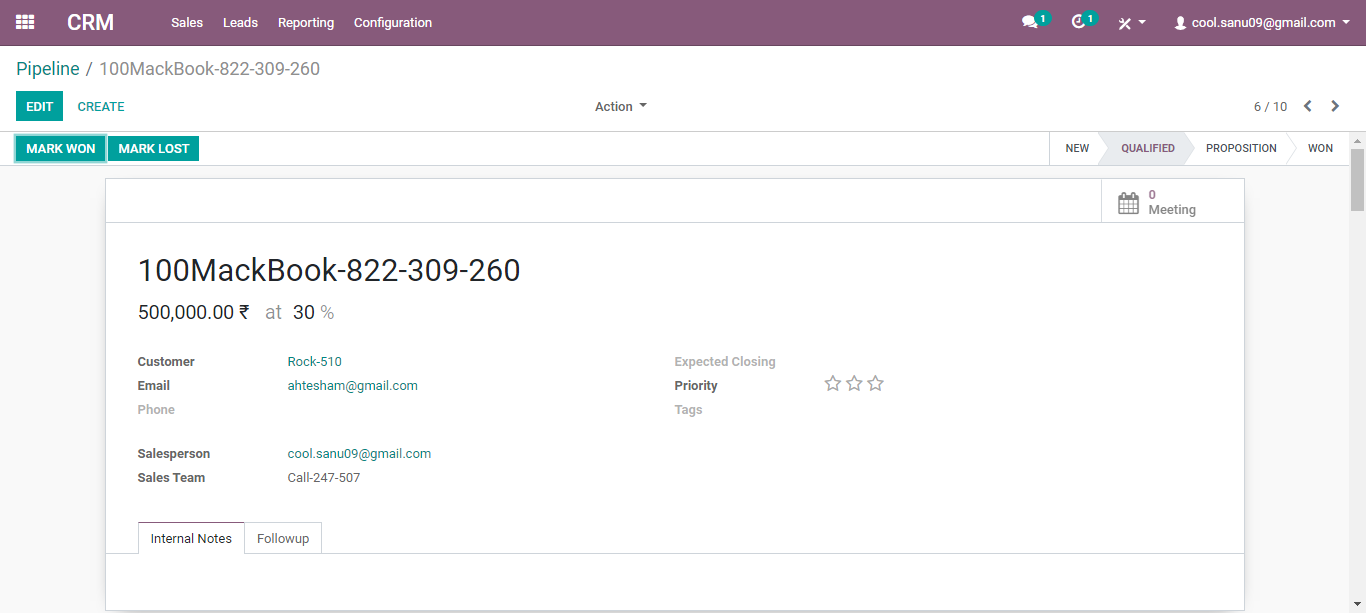 CRM Sales Leads Reporting Configuration 1 1 cool.sanu09@gmail.com
Pipeline / 100MackBook-822-309-260
EDIT CREATE Action 6 / 10
MARK WON MARK LOST NEW QUALIFIED PROPOSITION WON
0
Meeting
100MackBook-822-309-260
500,000.00 ₹ at 30 %
Customer Rock-510 Expected Closing
Email ahtesham@gmail.com Priority
Phone Tags
Salesperson cool.sanu09@gmail.com
Sales Team Call-247-507
Internal Notes Followup